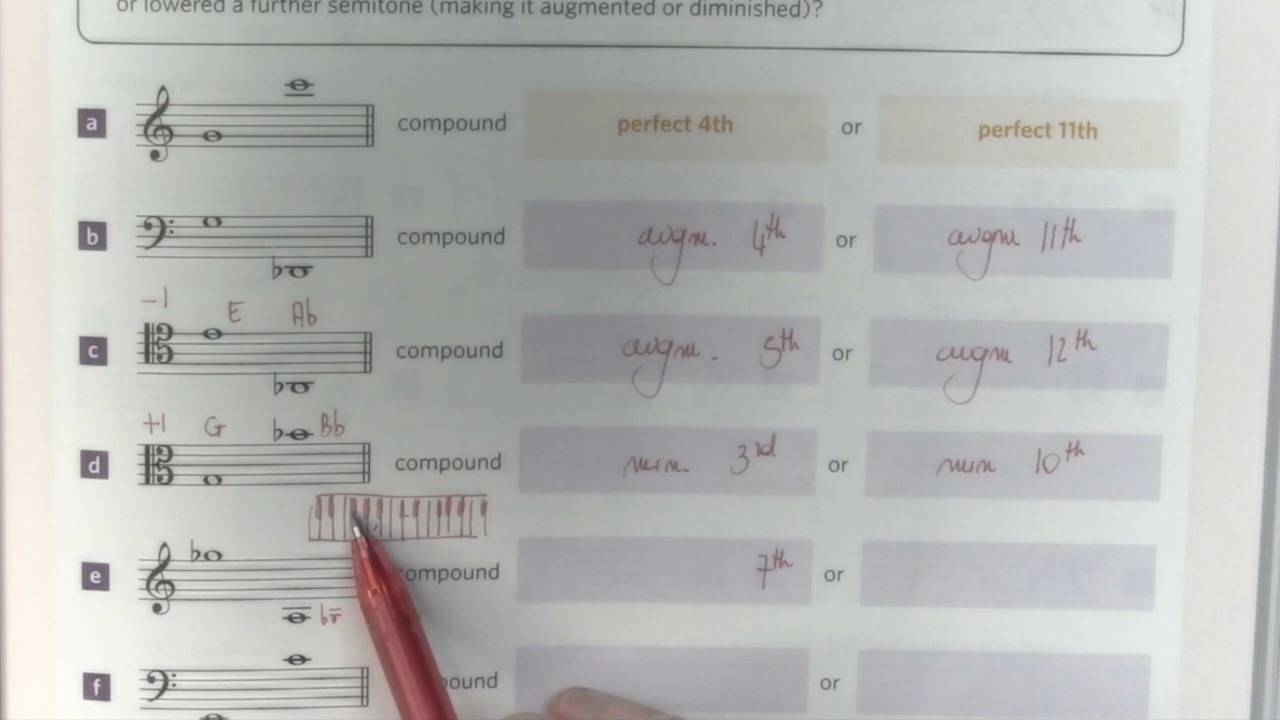 or lowered a further semitone (making it augmented or diminished)?
a compound perfect 4th or perfect 11th
b compound augm. 4th or augm 11th
-1 E Ab
c compound augm. 5th or augm 12th
+1 G Bb
d compound min. 3rd or min 10th
e compound 7th or
f pound or